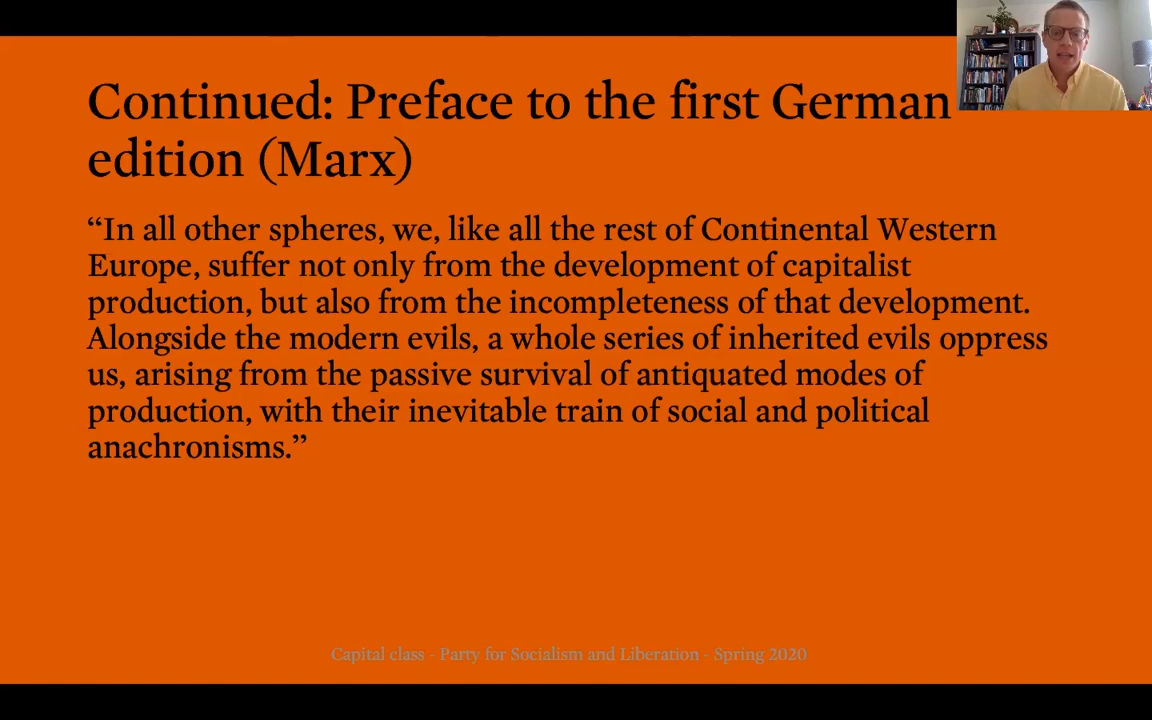 Continued: Preface to the first German
edition (Marx)
“In all other spheres, we, like all the rest of Continental Western
Europe, suffer not only from the development of capitalist
production, but also from the incompleteness of that development.
Alongside the modern evils, a whole series of inherited evils oppress
us, arising from the passive survival of antiquated modes of
production, with their inevitable train of social and political
anachronisms.”
Capital class - Party for Socialism and Liberation - Spring 2020